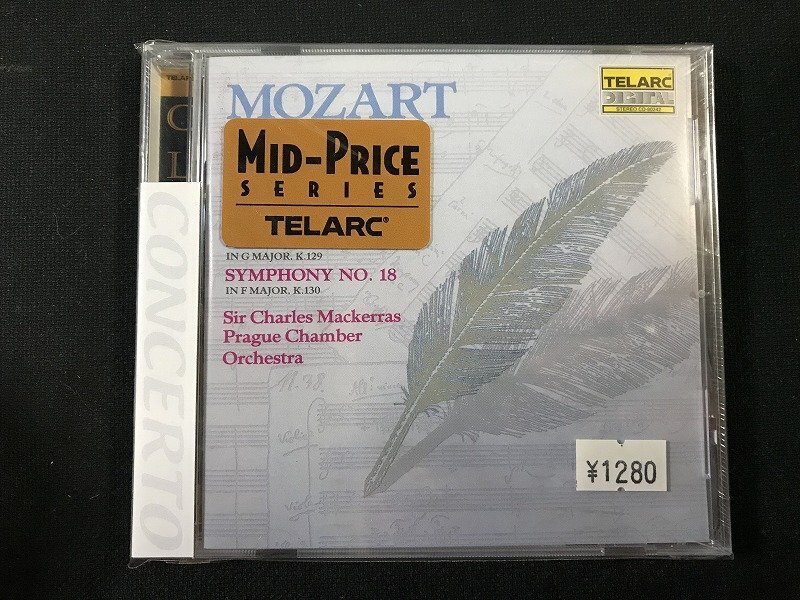 MOZART
TELARC
DIGITAL
MID-PRICE
SERIES
TELARC®
IN G MAJOR, K.129
SYMPHONY NO. 18
IN F MAJOR, K.130
Sir Charles Mackerras
Prague Chamber
Orchestra
CONCERTO
¥1280